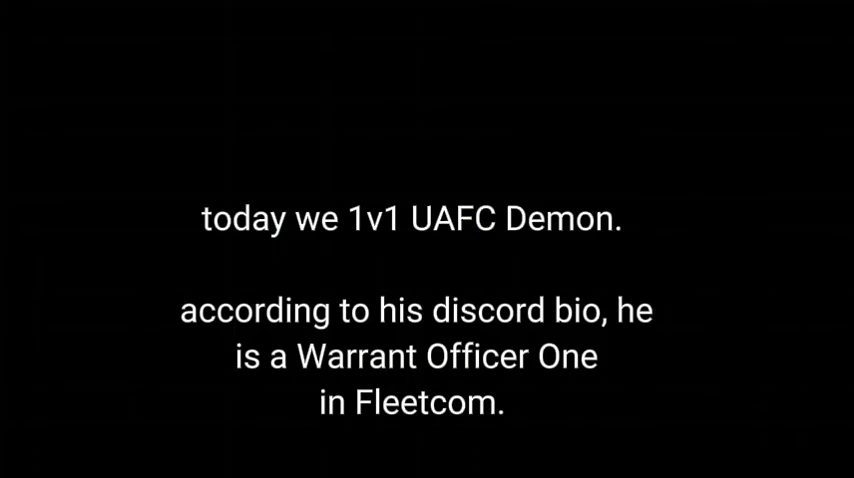 today we 1v1 UAFC Demon.
according to his discord bio, he
is a Warrant Officer One
in Fleetcom.